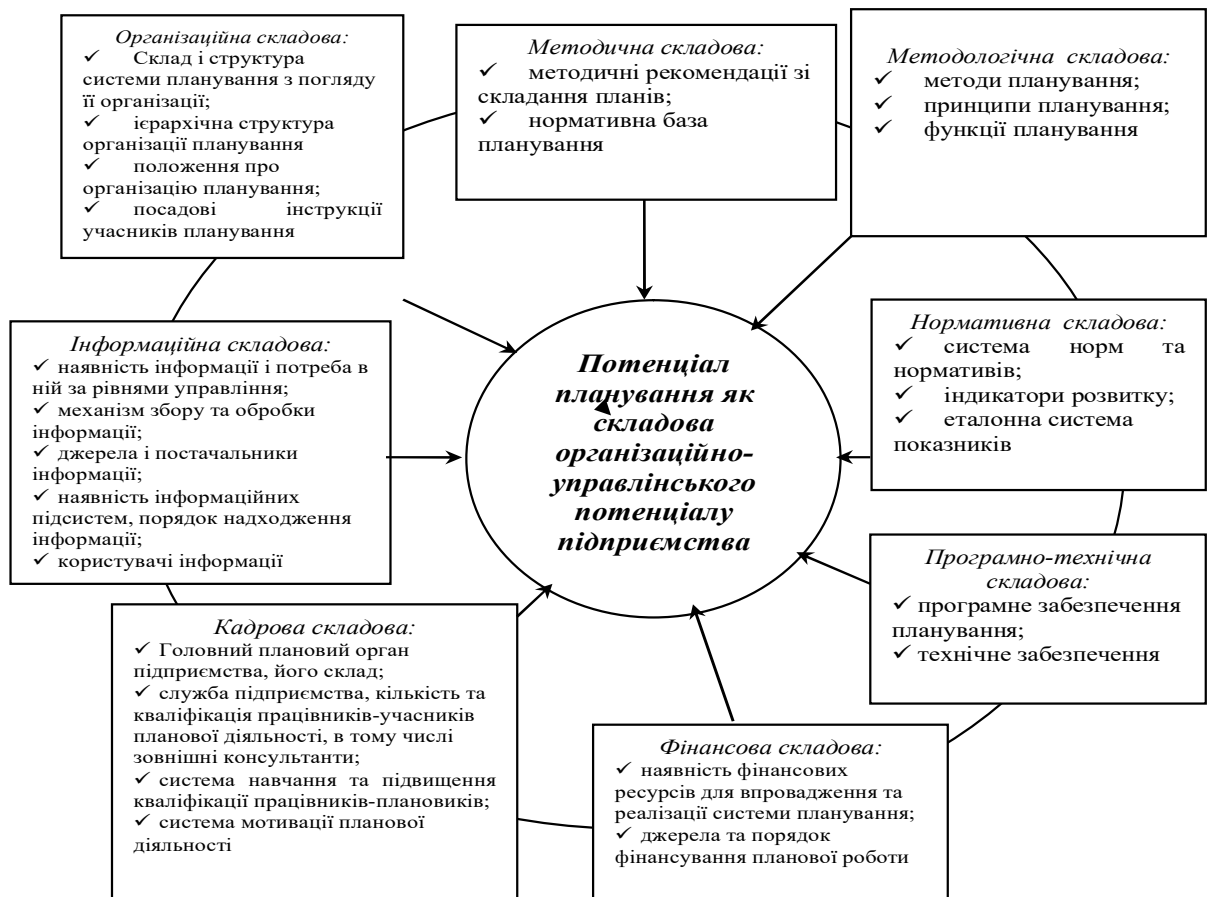 Організаційна складова:
✓ Склад і структура
системи планування з погляду
її організації;
✓ ієрархічна структура
організації планування
✓ положення про
організацію планування;
✓ посадові інструкції
учасників планування
Методична складова:
✓ методичні рекомендації зі
складання планів;
✓ нормативна база
планування
Методологічна складова:
✓ методи планування;
✓ принципи планування;
✓ функції планування
Інформаційна складова:
✓ наявність інформації і потреба в
ній за рівнями управління;
✓ механізм збору та обробки
інформації;
✓ джерела і постачальники
інформації;
✓ наявність інформаційних
підсистем, порядок надходження
інформації;
✓ користувачі інформації
Потенціал
планування як
складова
організаційно-
управлінського
потенціалу
підприємства
Нормативна складова:
✓ система норм та
нормативів;
✓ індикатори розвитку;
✓ еталонна система
показників
Програмно-технічна
складова:
✓ програмне забезпечення
планування;
✓ технічне забезпечення
Кадрова складова:
✓ Головний плановий орган
підприємства, його склад;
✓ служба підприємства, кількість та
кваліфікація працівників-учасників
планової діяльності, в тому числі
зовнішні консультанти;
✓ система навчання та підвищення
кваліфікації працівників-плановиків;
✓ система мотивації планової
діяльності
Фінансова складова:
✓ наявність фінансових
ресурсів для впровадження та
реалізації системи планування;
✓ джерела та порядок
фінансування планової роботи